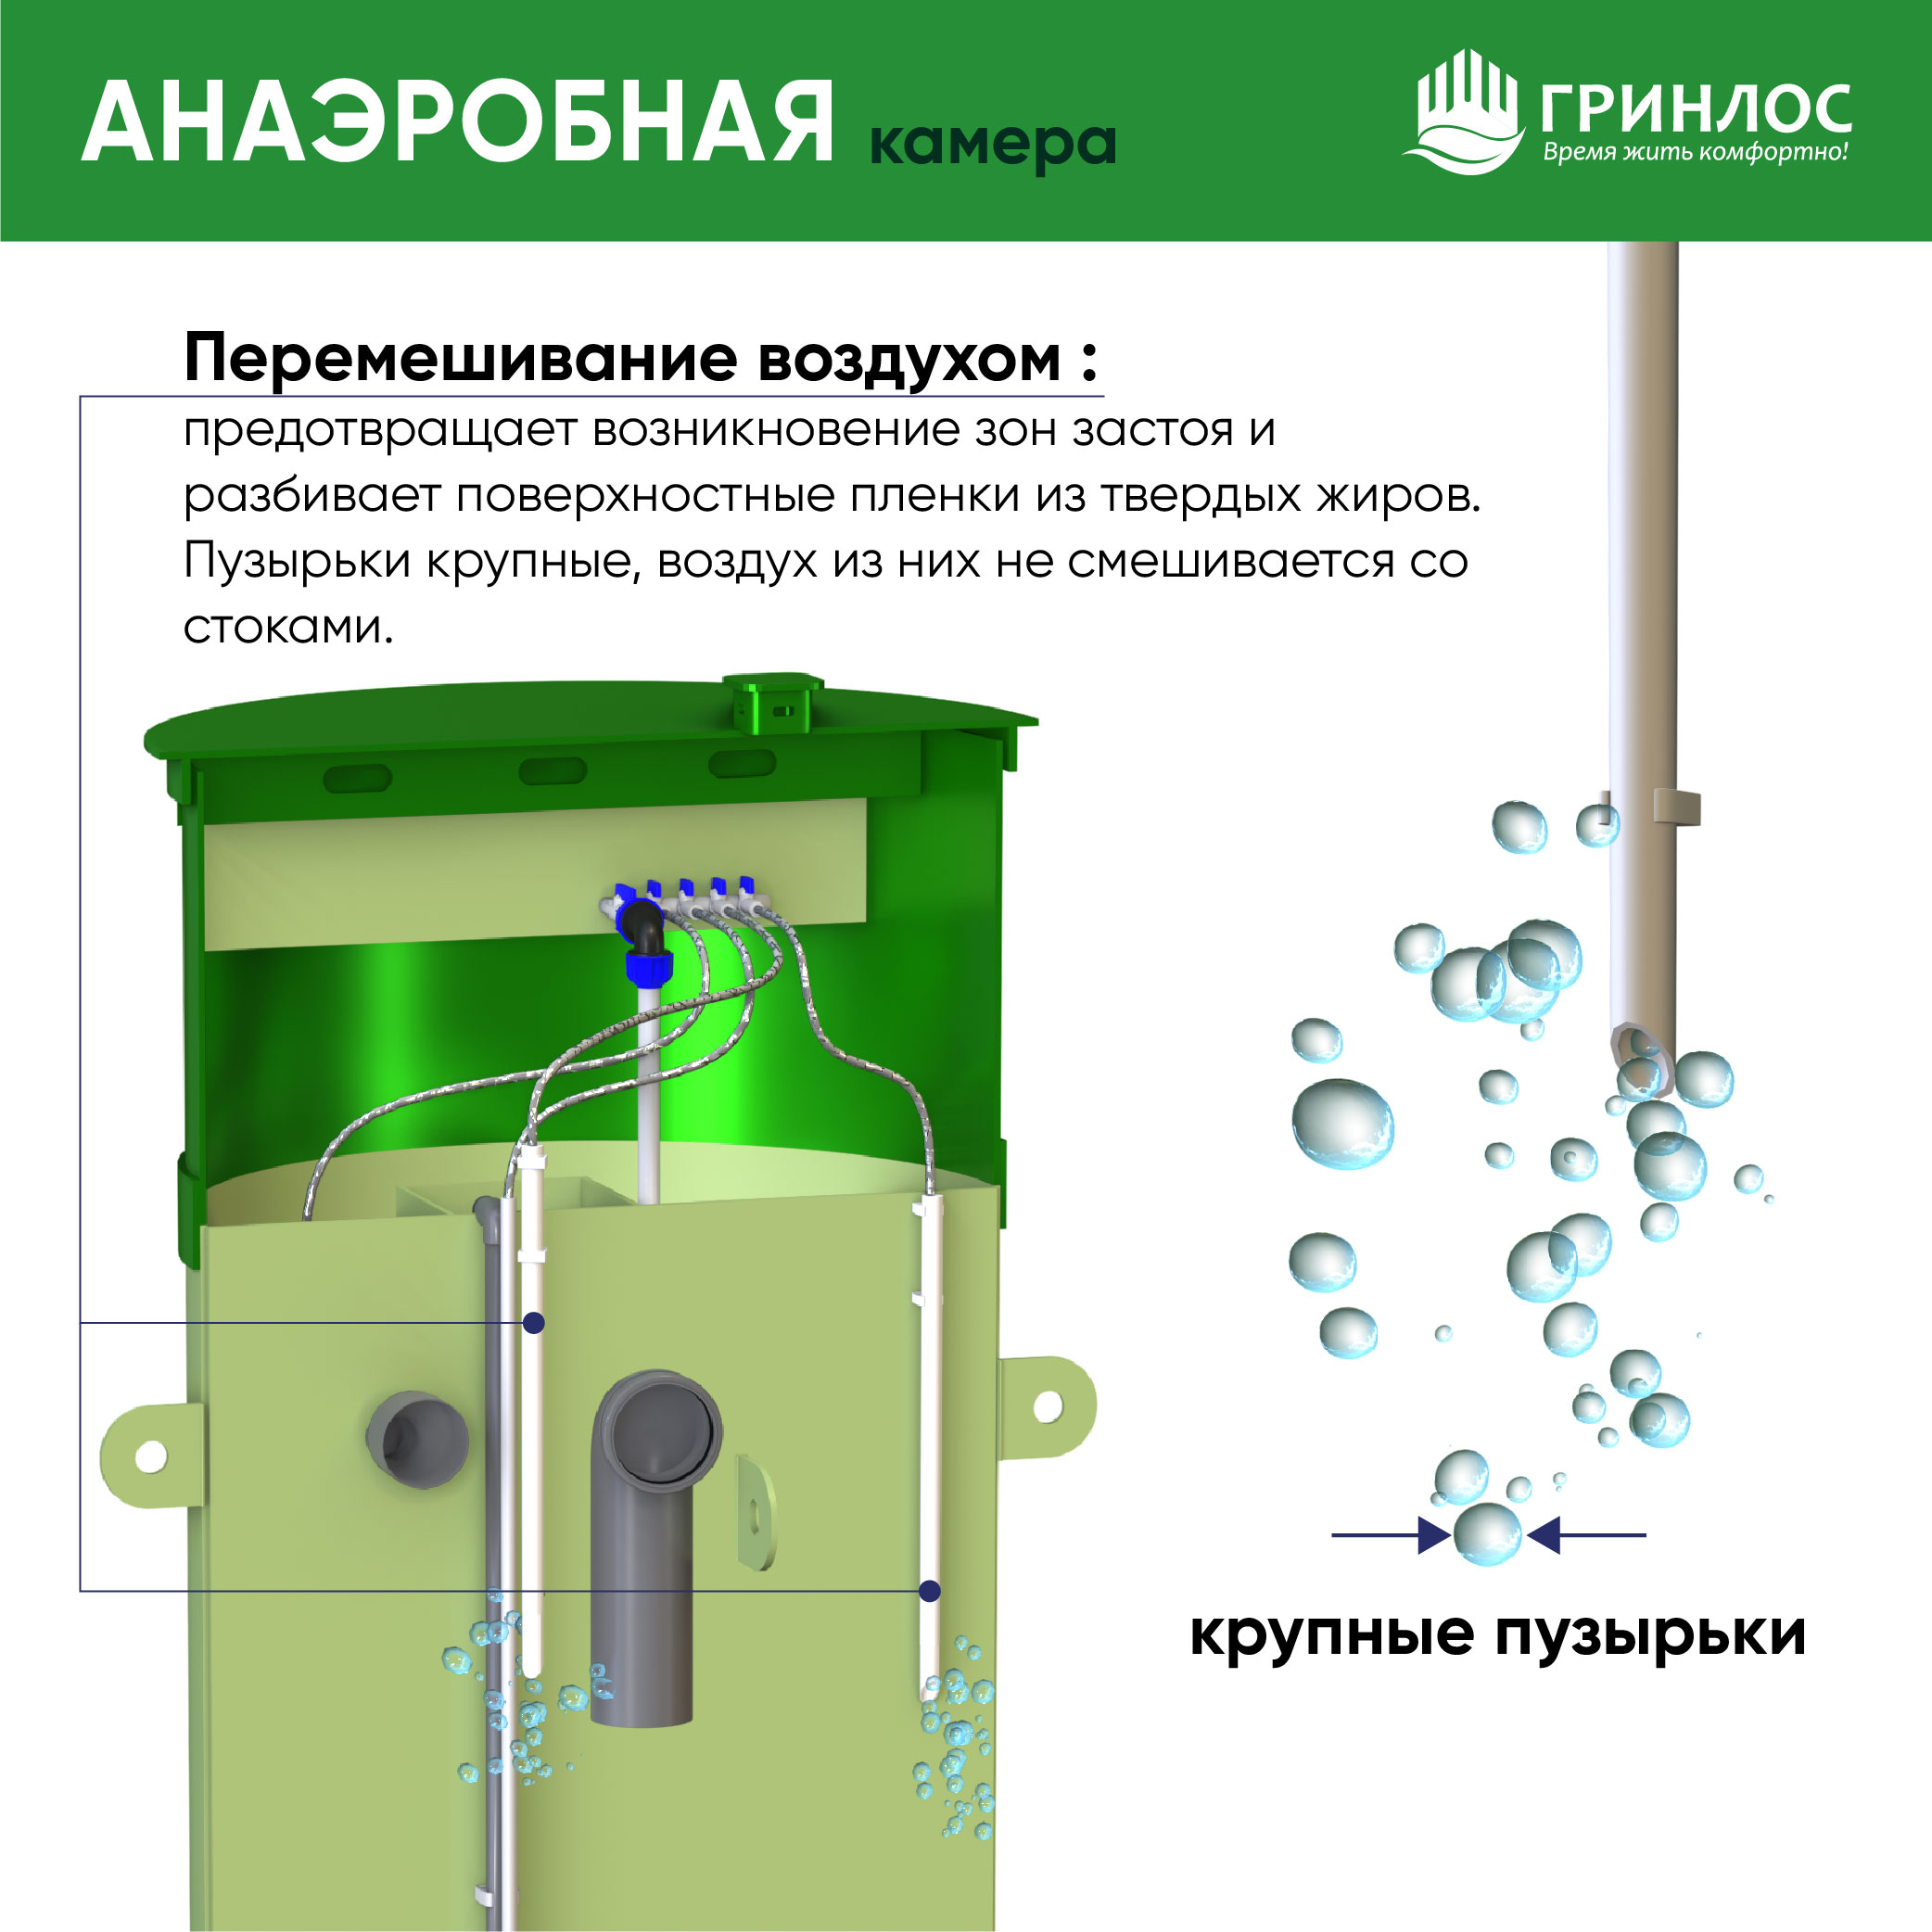 АНАЭРОБНАЯ камера
ГРИНЛОС
Время жить комфортно!
Перемешивание воздухом :
предотвращает возникновение зон застоя и
разбивает поверхностные пленки из твердых жиров.
Пузырьки крупные, воздух из них не смешивается со
стоками.
крупные пузырьки